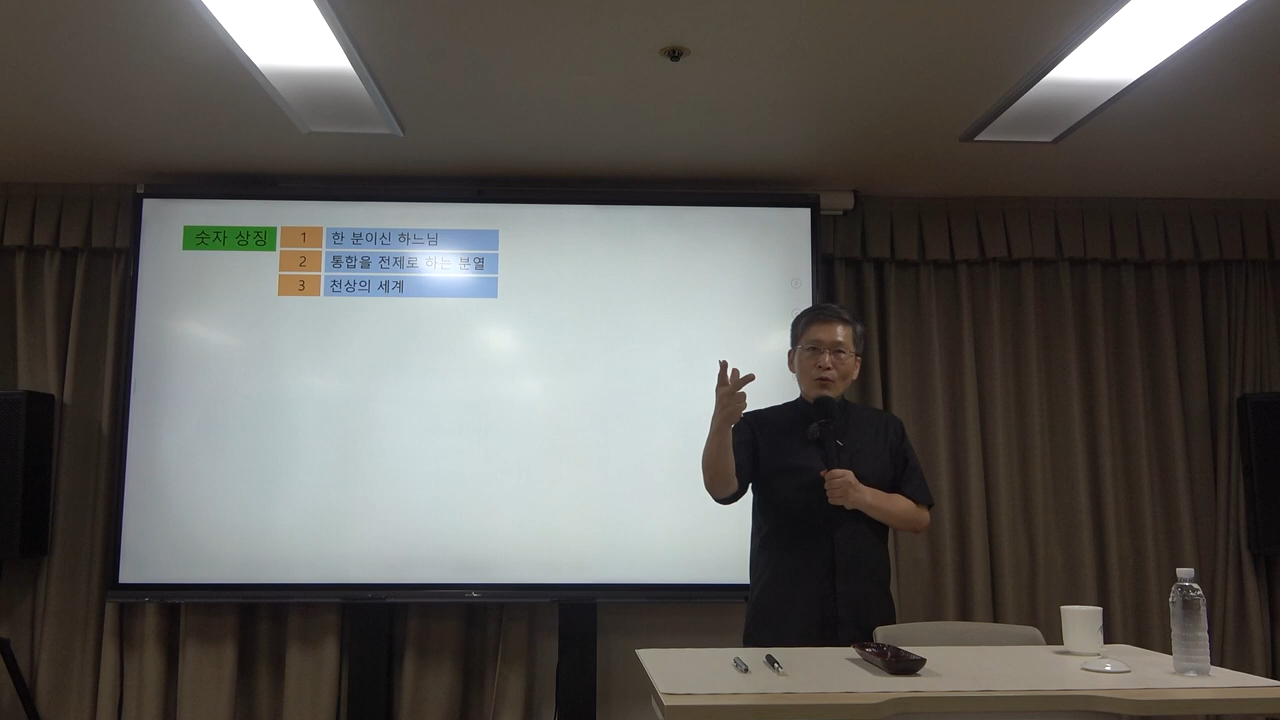 숫자 상징 1 한 분이신 하느님
2 통합을 전제로 하는 분열
3 천상의 세계